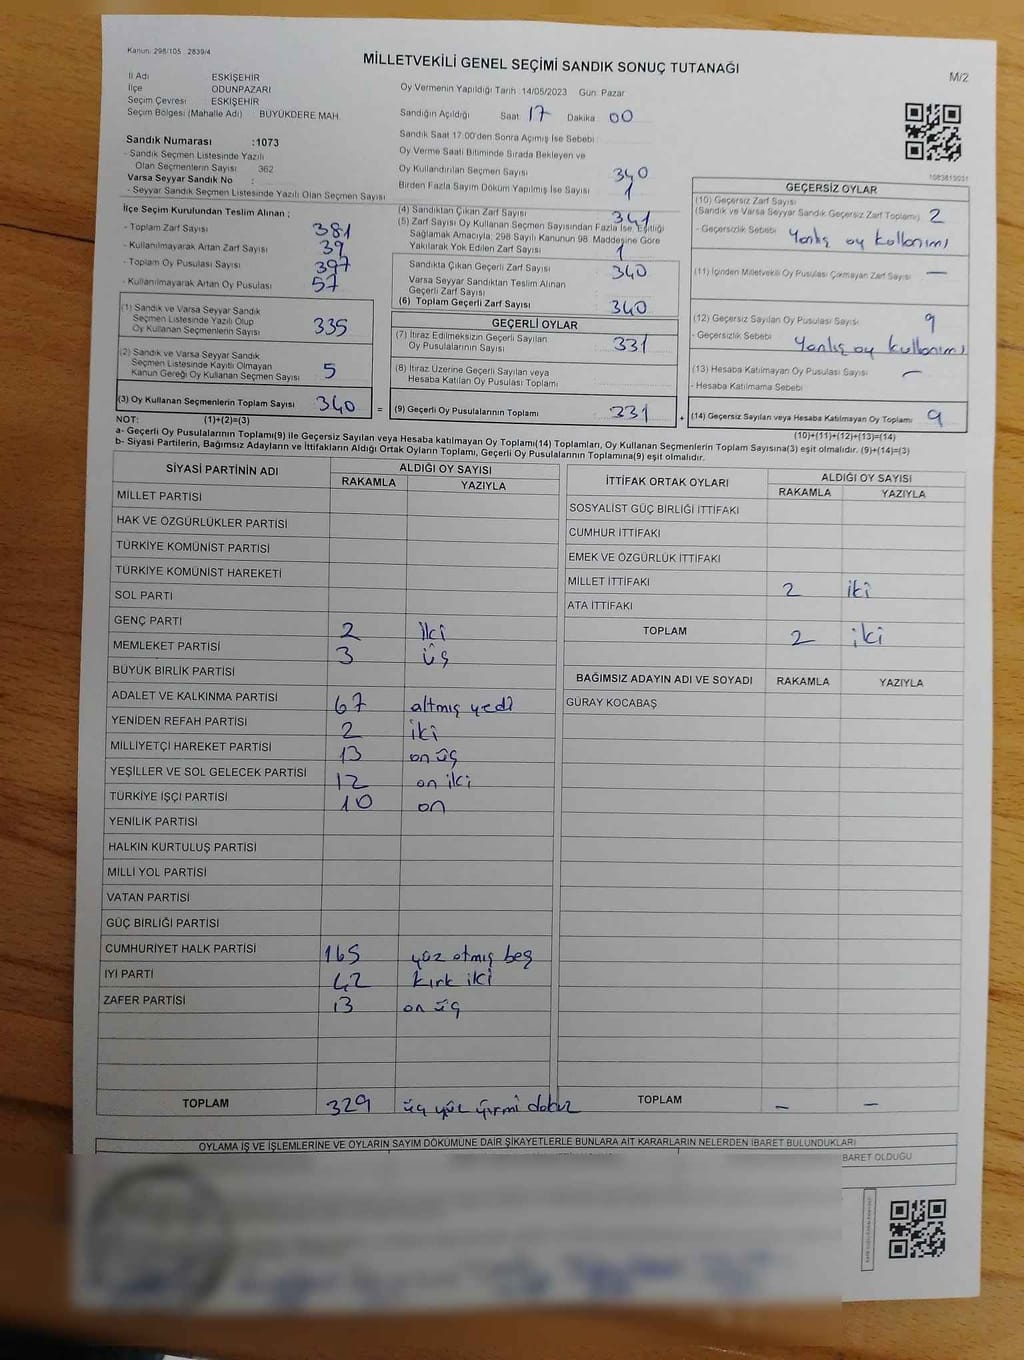 Kanun: 298/105 2839/4
MİLLETVEKİLİ GENEL SEÇİMİ SANDIK SONUÇ TUTANAĞI
M/2
İl Adı ESKİŞEHİR
İlçe ODUNPAZARI
Seçim Çevresi : ESKİŞEHİR
Seçim Bölgesi (Mahalle Adı) : BÜYÜKDERE MAH.
Oy Vermenin Yapıldığı Tarih 14/05/2023 Gün: Pazar
Sandığın Açıldığı Saat 17 Dakika 00
Sandık Saat 17.00'den Sonra Açılmış İse Sebebi
Sandık Numarası :1073
- Sandık Seçmen Listesinde Yazılı
Olan Seçmenlerin Sayısı 362
Varsa Seyyar Sandık No :
- Seyyar Sandık Seçmen Listesinde Yazılı Olan Seçmen Sayısı
Oy Verme Saati Bitiminde Sırada Bekleyen ve
Oy Kullandırılan Seçmen Sayısı 340
Birden Fazla Sayım Döküm Yapılmış İse Sayısı 1
İlçe Seçim Kurulundan Teslim Alınan ;
- Toplam Zarf Sayısı 381
- Kullanılmayarak Artan Zarf Sayısı 39
- Toplam Oy Pusulası Sayısı 397
- Kullanılmayarak Artan Oy Pusulası 57
(4) Sandıktan Çıkan Zarf Sayısı 341
(5) Zarf Sayısı Oy Kullanan Seçmen Sayısından Fazla İse, Eşitliği
Sağlamak Amacıyla, 298 Sayılı Kanunun 98. Maddesine Göre
Yakılarak Yok Edilen Zarf Sayısı 1
Sandıkta Çıkan Geçerli Zarf Sayısı 340
Varsa Seyyar Sandıktan Teslim Alınan
Geçerli Zarf Sayısı
(6) Toplam Geçerli Zarf Sayısı 340
(1) Sandık ve Varsa Seyyar Sandık
Seçmen Listesinde Yazılı Olup
Oy Kullanan Seçmenlerin Sayısı 335
(2) Sandık ve Varsa Seyyar Sandık
Seçmen Listesinde Kayıtlı Olmayan
Kanun Gereği Oy Kullanan Seçmen Sayısı 5
(3) Oy Kullanan Seçmenlerin Toplam Sayısı 340 =
GEÇERLİ OYLAR
(7) İtiraz Edilmeksizin Geçerli Sayılan
Oy Pusulalarının Sayısı 331
(8) İtiraz Üzerine Geçerli Sayılan veya
Hesaba Katılan Oy Pusulası Toplamı
(9) Geçerli Oy Pusulalarının Toplamı 331 +
1083613031
GEÇERSİZ OYLAR
(10) Geçersiz Zarf Sayısı
(Sandık ve Varsa Seyyar Sandık Geçersiz Zarf Toplamı) 2
- Geçersizlik Sebebi Yanlış oy kullanımı
(11) İçinden Milletvekili Oy Pusulası Çıkmayan Zarf Sayısı —
(12) Geçersiz Sayılan Oy Pusulası Sayısı 9
- Geçersizlik Sebebi Yanlış oy kullanımı
(13) Hesaba Katılmayan Oy Pusulası Sayısı —
- Hesaba Katılmama Sebebi
(14) Geçersiz Sayılan veya Hesaba Katılmayan Oy Toplamı 9
NOT: (1)+(2)=(3) (10)+(11)+(12)+(13)=(14)
a- Geçerli Oy Pusulalarının Toplamı(9) ile Geçersiz Sayılan veya Hesaba katılmayan Oy Toplamı(14) Toplamları, Oy Kullanan Seçmenlerin Toplam Sayısına(3) eşit olmalıdır. (9)+(14)=(3)
b- Siyasi Partilerin, Bağımsız Adayların ve İttifakların Aldığı Ortak Oyların Toplamı, Geçerli Oy Pusulalarının Toplamına(9) eşit olmalıdır.
SİYASİ PARTİNİN ADI ALDIĞI OY SAYISI
RAKAMLA YAZIYLA
MİLLET PARTİSİ
HAK VE ÖZGÜRLÜKLER PARTİSİ
TÜRKİYE KOMÜNİST PARTİSİ
TÜRKİYE KOMÜNİST HAREKETİ
SOL PARTİ
GENÇ PARTİ 2 iki
MEMLEKET PARTİSİ 3 üç
BÜYÜK BİRLİK PARTİSİ
ADALET VE KALKINMA PARTİSİ 67 altmış yedi
YENİDEN REFAH PARTİSİ 2 iki
MİLLİYETÇİ HAREKET PARTİSİ 13 on üç
YEŞİLLER VE SOL GELECEK PARTİSİ 12 on iki
TÜRKİYE İŞÇİ PARTİSİ 10 on
YENİLİK PARTİSİ
HALKIN KURTULUŞ PARTİSİ
MİLLİ YOL PARTİSİ
VATAN PARTİSİ
GÜÇ BİRLİĞİ PARTİSİ
CUMHURİYET HALK PARTİSİ 165 yüz atmış beş
İYİ PARTİ 42 kırk iki
ZAFER PARTİSİ 13 on üç
TOPLAM 329 üç yüz yirmi dokuz
İTTİFAK ORTAK OYLARI ALDIĞI OY SAYISI
RAKAMLA YAZIYLA
SOSYALİST GÜÇ BİRLİĞİ İTTİFAKI
CUMHUR İTTİFAKI
EMEK VE ÖZGÜRLÜK İTTİFAKI
MİLLET İTTİFAKI 2 iki
ATA İTTİFAKI
TOPLAM 2 iki
BAĞIMSIZ ADAYIN ADI VE SOYADI RAKAMLA YAZIYLA
GÜRAY KOCABAŞ
TOPLAM — —
OYLAMA İŞ VE İŞLEMLERİNE VE OYLARIN SAYIM DÖKÜMÜNE DAİR ŞİKAYETLERLE BUNLARA AİT KARARLARIN NELERDEN İBARET BULUNDUKLARI
BARET OLDUĞU